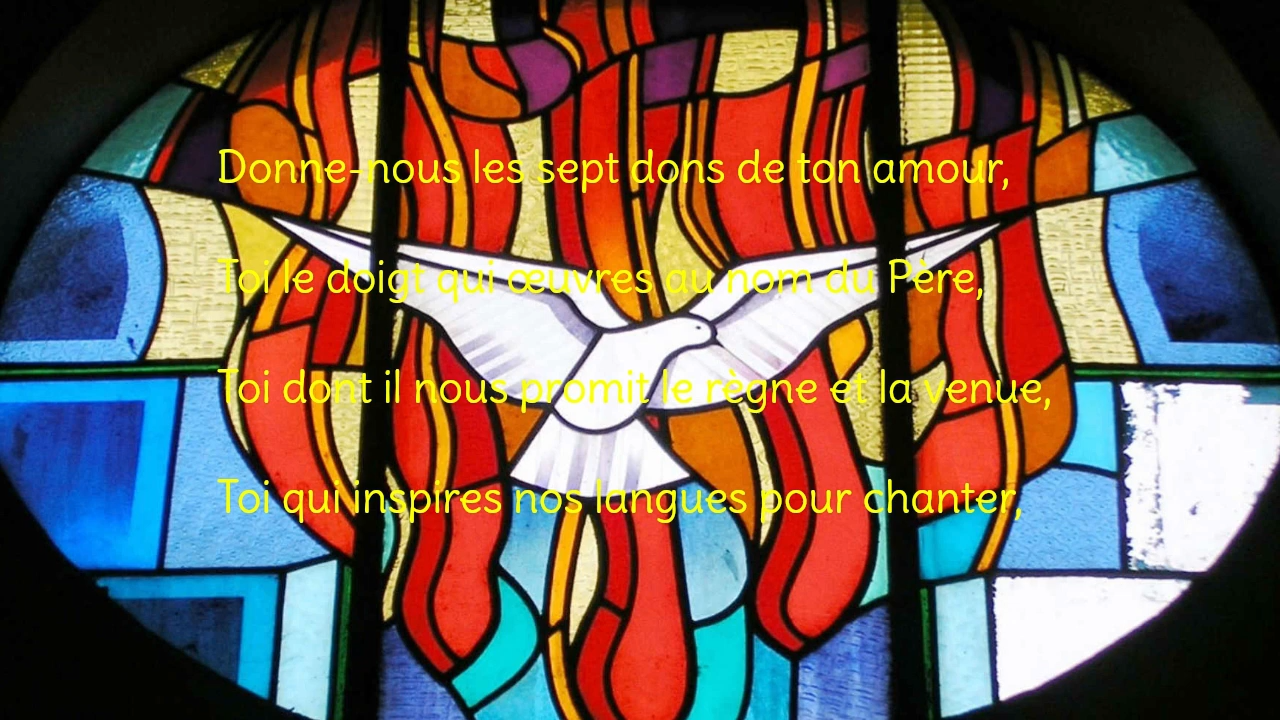 Donne-nous les sept dons de ton amour,
Toi le doigt qui œuvres au nom du Père,
Toi dont il nous promit le règne et la venue,
Toi qui inspires nos langues pour chanter,